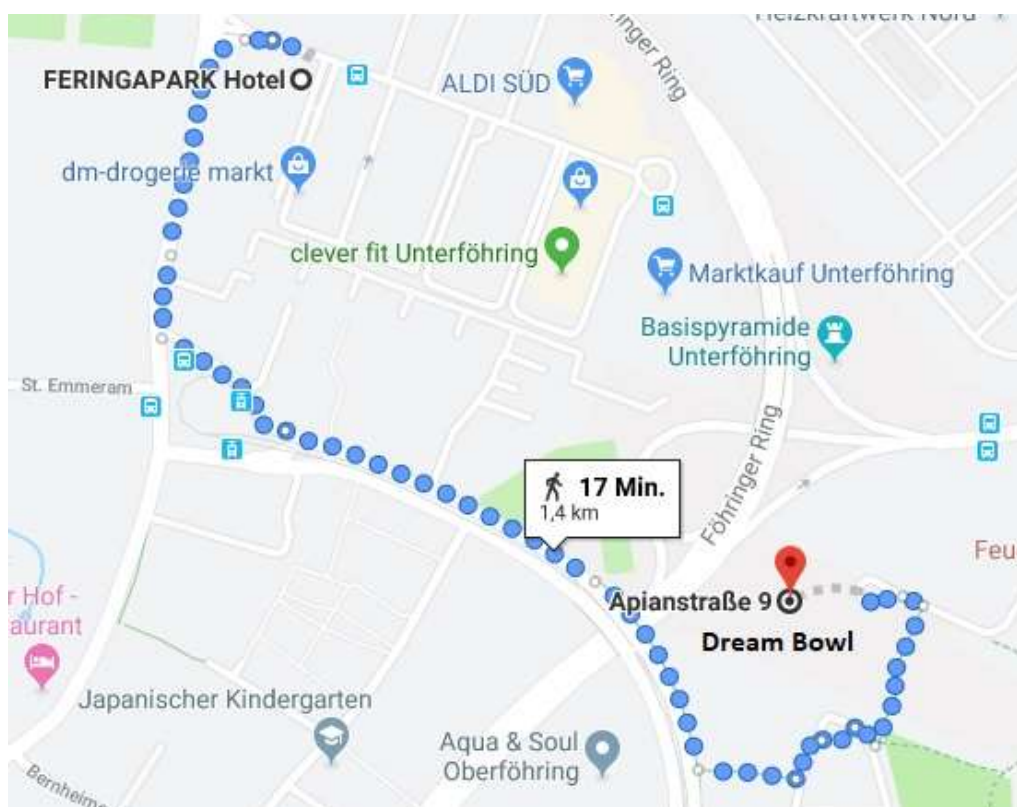 Heizkraftwerk Nord
FERINGAPARK Hotel
ALDI SÜD
dm-drogerie markt
clever fit Unterföhring
Marktkauf Unterföhring
Basispyramide
Unterföhring
St. Emmeram
17 Min.
1,4 km
Föhringer Ring
Feu
Apianstraße 9
Dream Bowl
r Hof -
aurant
Japanischer Kindergarten
Aqua & Soul
Oberföhring
Bernheime
nger Ring